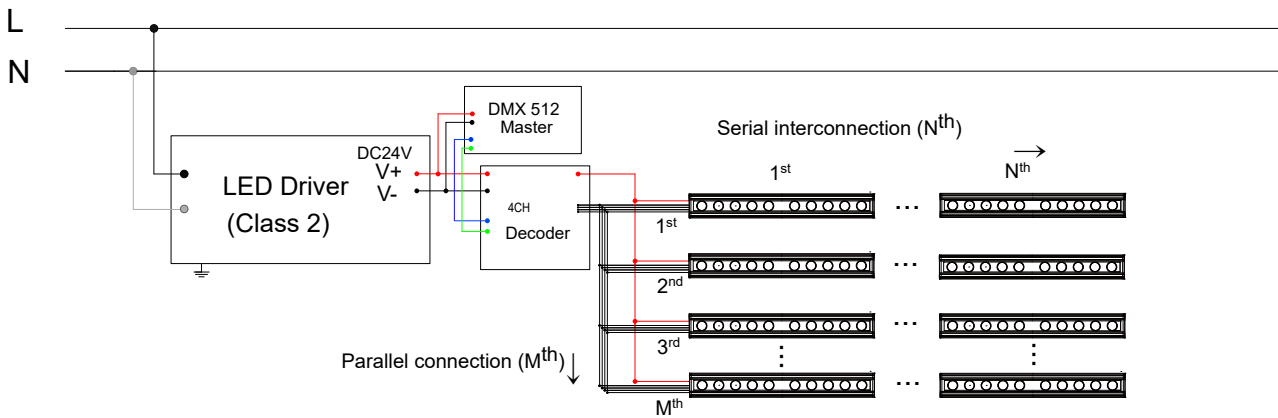 L
N
DMX 512
Master
Serial interconnection (Nth)
1st
Nth
DC24V
V+
V-
LED Driver
(Class 2)
4CH
Decoder
1st
2nd
3rd
Parallel connection (Mth)
Mth
...
...
...
...